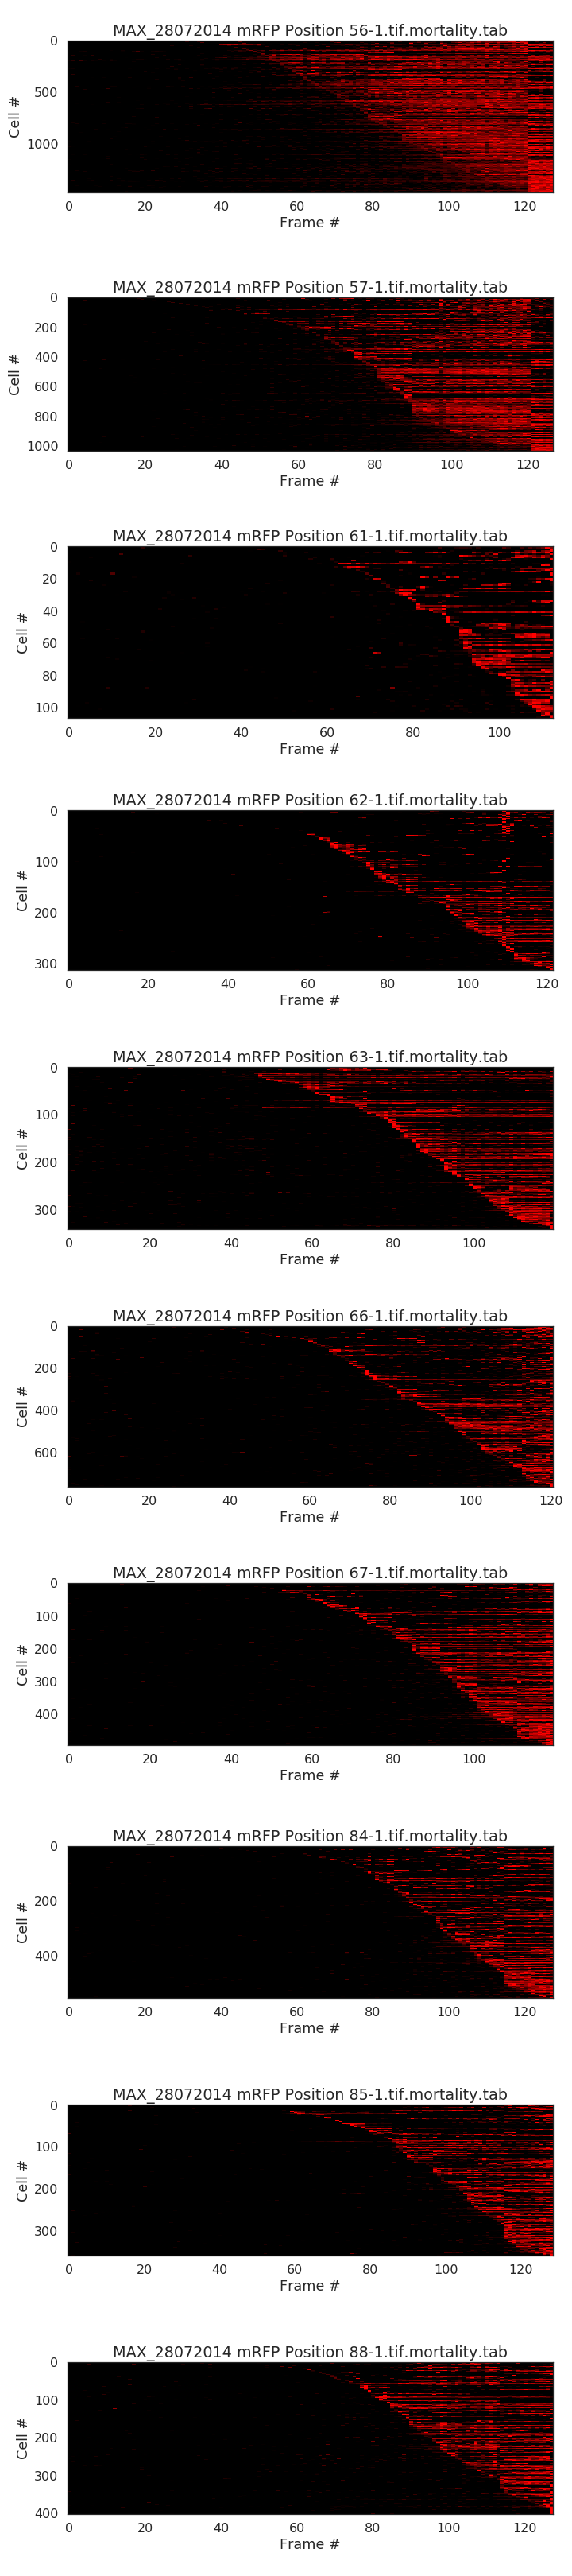 MAX_28072014 mRFP Position 56-1.tif.mortality.tab
0
500
1000
Cell #
0 20 40 60 80 100 120
Frame #
MAX_28072014 mRFP Position 57-1.tif.mortality.tab
0
200
400
600
800
1000
Cell #
0 20 40 60 80 100 120
Frame #
MAX_28072014 mRFP Position 61-1.tif.mortality.tab
0
20
40
60
80
100
Cell #
0 20 40 60 80 100
Frame #
MAX_28072014 mRFP Position 62-1.tif.mortality.tab
0
100
200
300
Cell #
0 20 40 60 80 100 120
Frame #
MAX_28072014 mRFP Position 63-1.tif.mortality.tab
0
100
200
300
Cell #
0 20 40 60 80 100
Frame #
MAX_28072014 mRFP Position 66-1.tif.mortality.tab
0
200
400
600
Cell #
0 20 40 60 80 100 120
Frame #
MAX_28072014 mRFP Position 67-1.tif.mortality.tab
0
100
200
300
400
Cell #
0 20 40 60 80 100
Frame #
MAX_28072014 mRFP Position 84-1.tif.mortality.tab
0
200
400
Cell #
0 20 40 60 80 100 120
Frame #
MAX_28072014 mRFP Position 85-1.tif.mortality.tab
0
100
200
300
Cell #
0 20 40 60 80 100 120
Frame #
MAX_28072014 mRFP Position 88-1.tif.mortality.tab
0
100
200
300
400
Cell #
0 20 40 60 80 100 120
Frame #